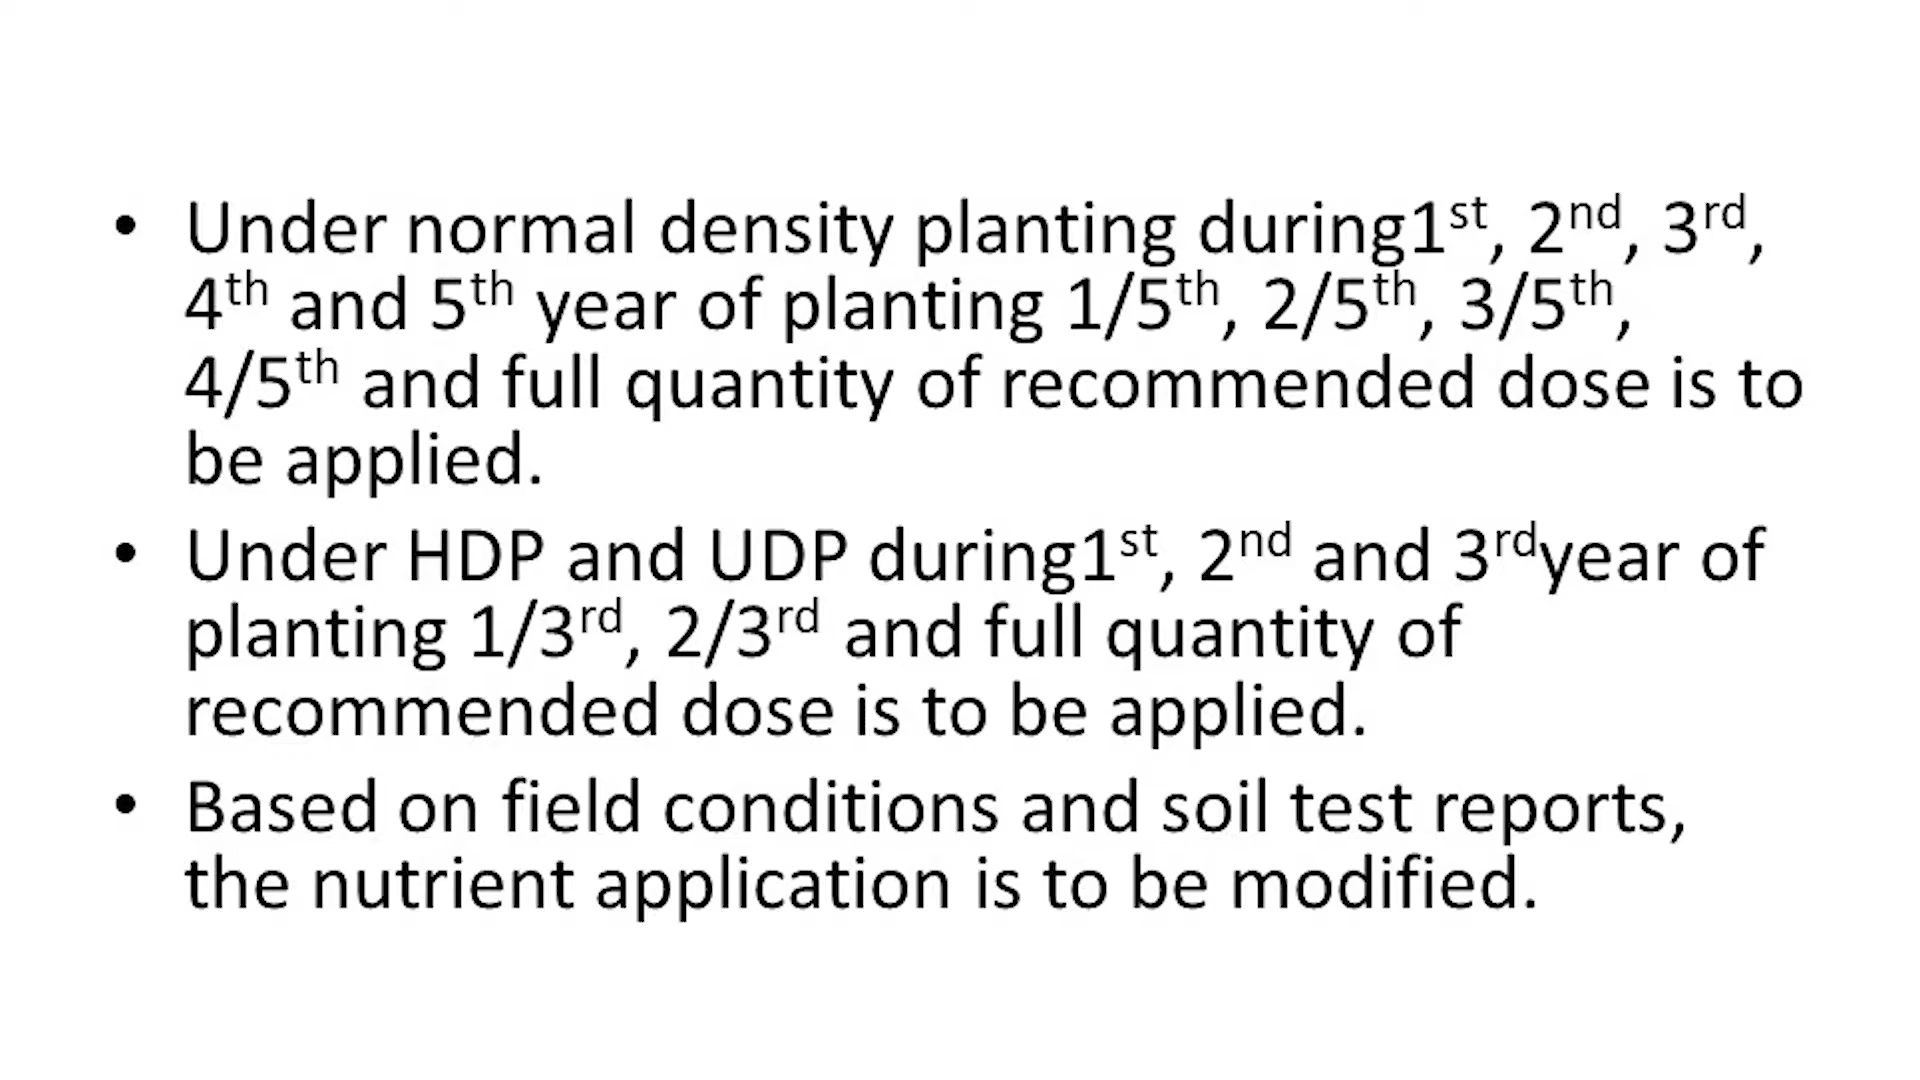 • Under normal density planting during1st, 2nd, 3rd,
4th and 5th year of planting 1/5th, 2/5th, 3/5th,
4/5th and full quantity of recommended dose is to
be applied.
• Under HDP and UDP during1st, 2nd and 3rdyear of
planting 1/3rd, 2/3rd and full quantity of
recommended dose is to be applied.
• Based on field conditions and soil test reports,
the nutrient application is to be modified.